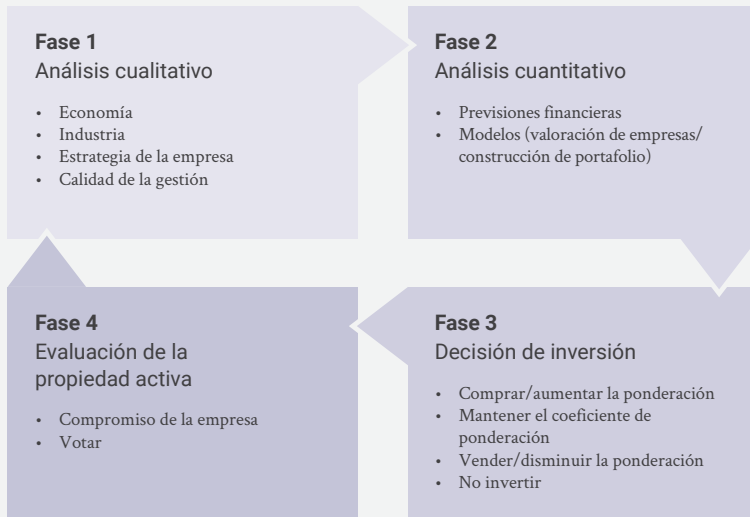 Fase 1
Análisis cualitativo
• Economía
• Industria
• Estrategia de la empresa
• Calidad de la gestión
Fase 2
Análisis cuantitativo
• Previsiones financieras
• Modelos (valoración de empresas/
construcción de portafolio)
Fase 3
Decisión de inversión
• Comprar/aumentar la ponderación
• Mantener el coeficiente de
ponderación
• Vender/disminuir la ponderación
• No invertir
Fase 4
Evaluación de la
propiedad activa
• Compromiso de la empresa
• Votar